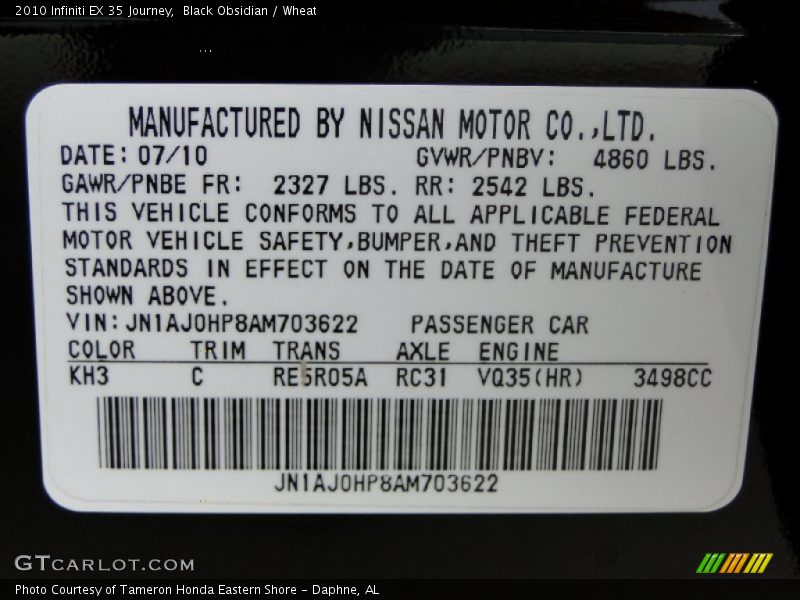 2010 Infiniti EX 35 Journey,  Black Obsidian / Wheat
MANUFACTURED BY NISSAN MOTOR CO.,LTD.
DATE: 07/10 GVWR/PNBV: 4860 LBS.
GAWR/PNBE FR: 2327 LBS. RR: 2542 LBS.
THIS VEHICLE CONFORMS TO ALL APPLICABLE FEDERAL
MOTOR VEHICLE SAFETY,BUMPER,AND THEFT PREVENTION
STANDARDS IN EFFECT ON THE DATE OF MANUFACTURE
SHOWN ABOVE.
VIN: JN1AJ0HP8AM703622 PASSENGER CAR
COLOR TRIM TRANS AXLE ENGINE
KH3 C RE5R05A RC31 VQ35(HR) 3498CC
JN1AJ0HP8AM703622
GTCARLOT.COM
Photo Courtesy of Tameron Honda Eastern Shore - Daphne, AL